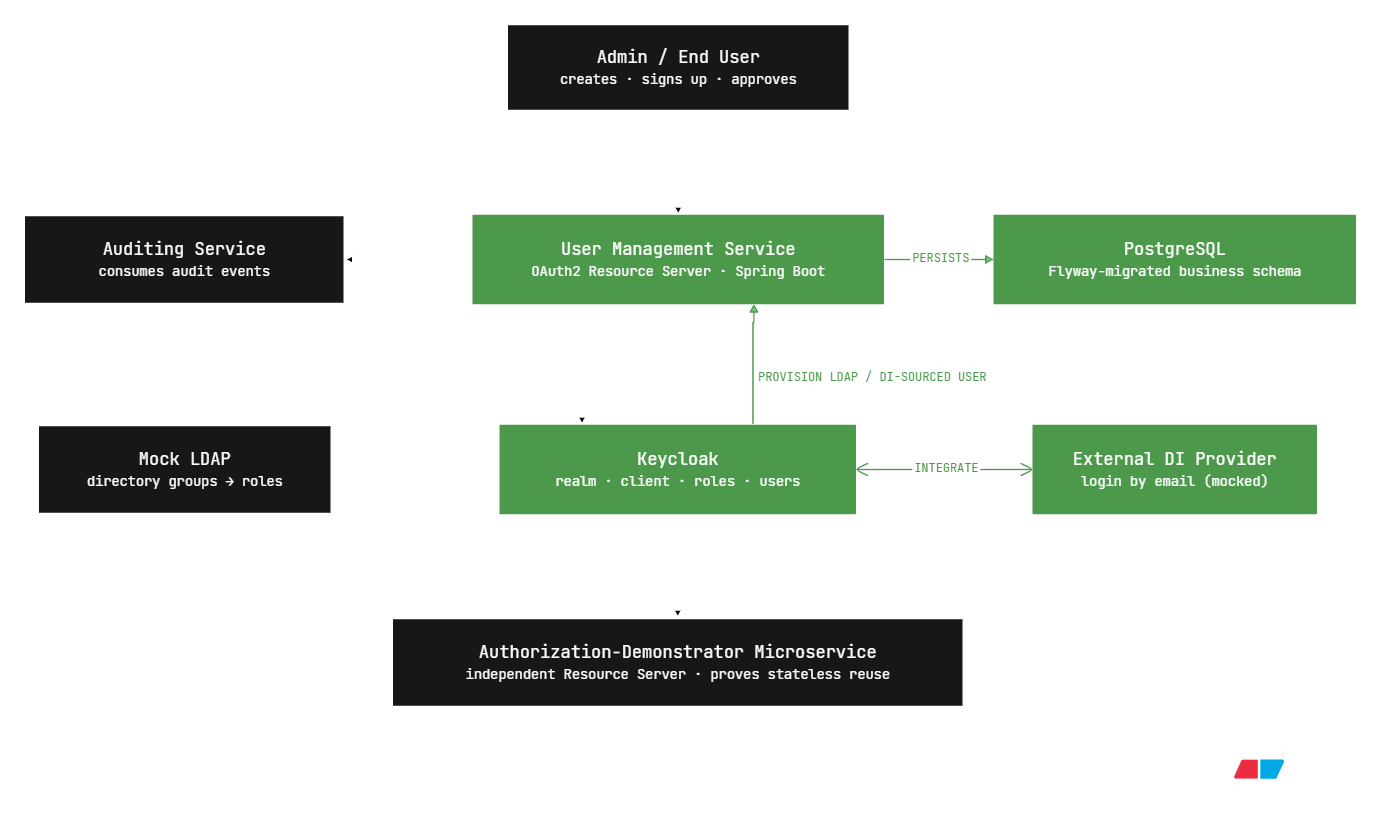 Admin / End User
creates · signs up · approves
Auditing Service
consumes audit events
User Management Service
OAuth2 Resource Server · Spring Boot
PERSISTS
PostgreSQL
Flyway-migrated business schema
PROVISION LDAP / DI-SOURCED USER
Mock LDAP
directory groups → roles
Keycloak
realm · client · roles · users
INTEGRATE
External DI Provider
login by email (mocked)
Authorization-Demonstrator Microservice
independent Resource Server · proves stateless reuse